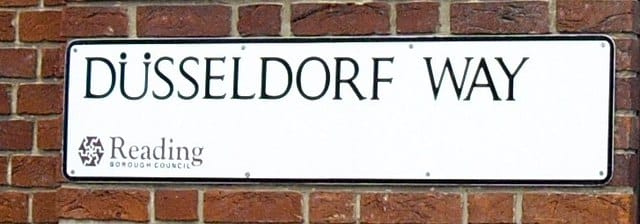 DÜSSELDORF WAY
Reading
BOROUGH COUNCIL